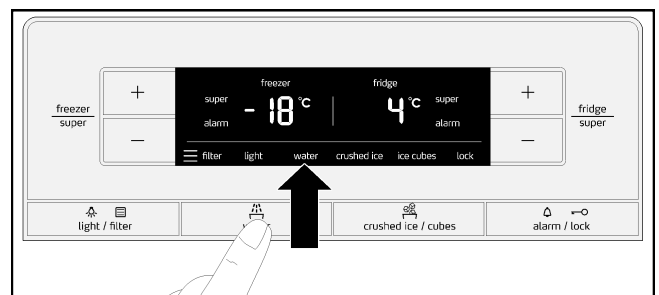 freezer
super
+
−
freezer
super
alarm
- 18 °C
fridge
4 °C
super
alarm
filter light water crushed ice ice cubes lock
+
−
fridge
super
light / filter
crushed ice / cubes
alarm / lock